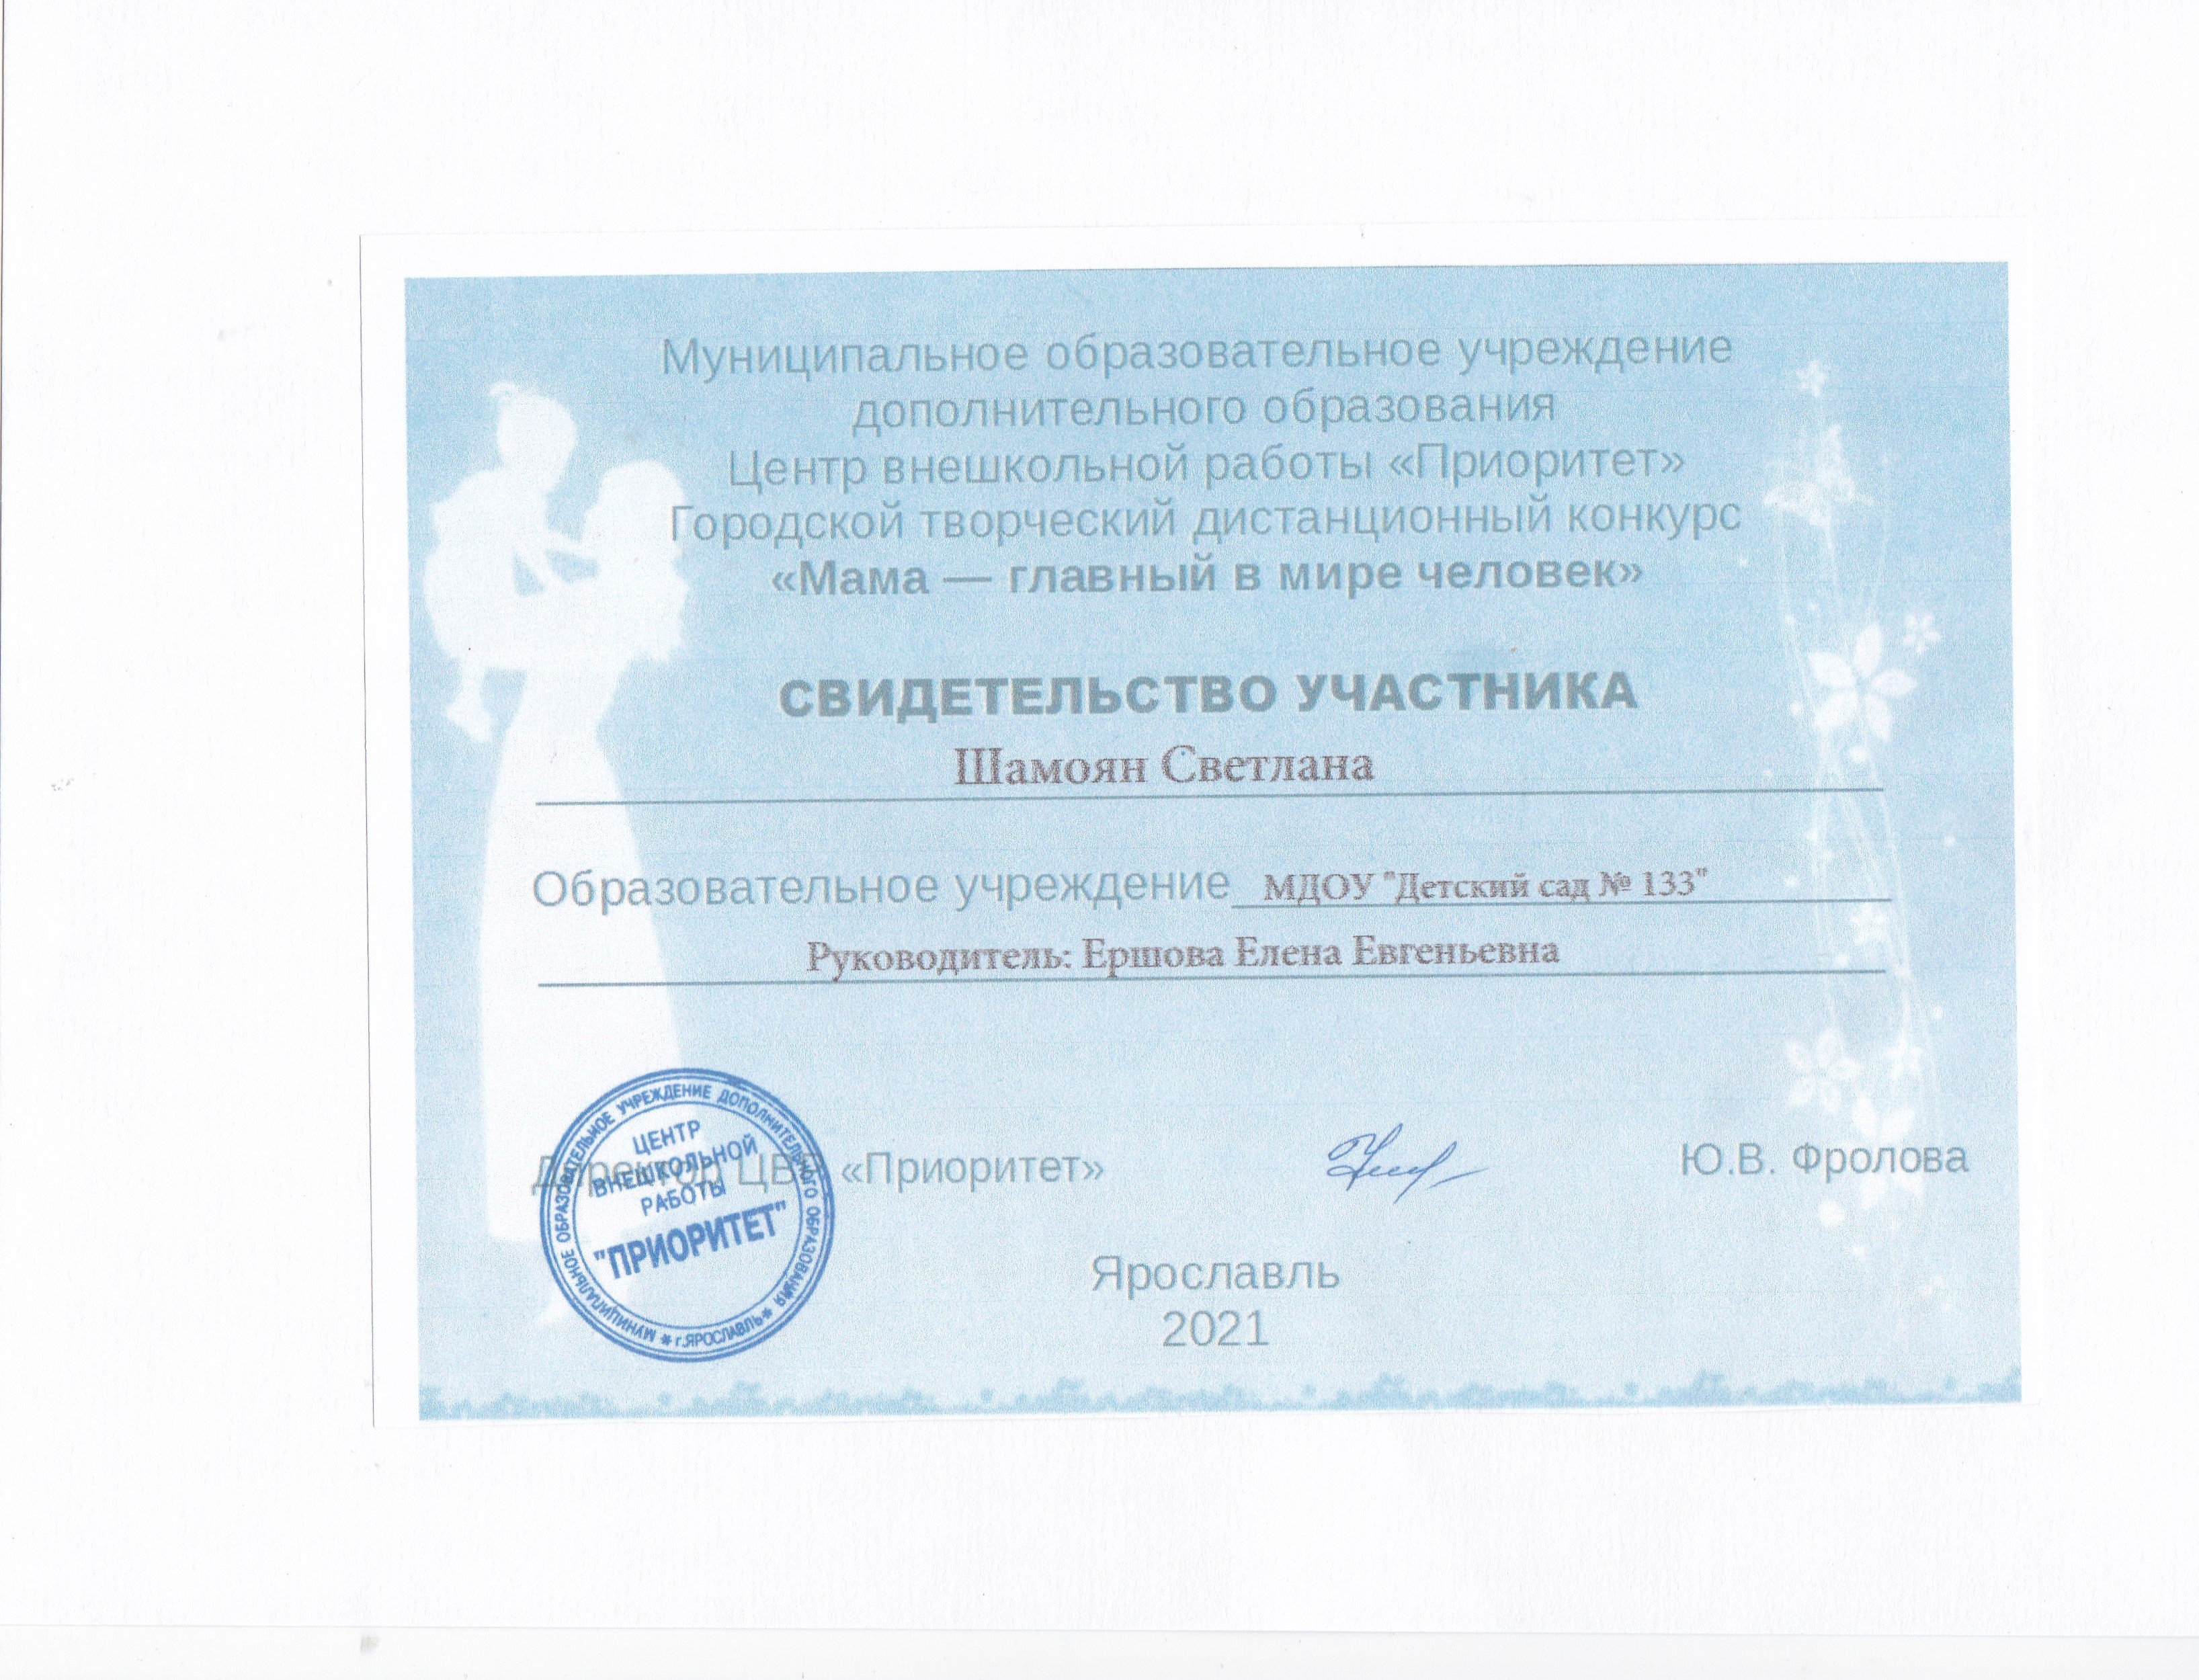 Муниципальное образовательное учреждение
дополнительного образования
Центр внешкольной работы «Приоритет»
Городской творческий дистанционный конкурс
«Мама — главный в мире человек»
СВИДЕТЕЛЬСТВО УЧАСТНИКА
Шамоян Светлана
Образовательное учреждение МДОУ "Детский сад № 133"
Руководитель: Ершова Елена Евгеньевна
Директор ЦВР «Приоритет» Ю.В. Фролова
МУНИЦИПАЛЬНОЕ ОБРАЗОВАТЕЛЬНОЕ УЧРЕЖДЕНИЕ ДОПОЛНИТЕЛЬНОГО ОБРАЗОВАНИЯ * г.ЯРОСЛАВЛЬ *
ЦЕНТР
ВНЕШКОЛЬНОЙ
РАБОТЫ
"ПРИОРИТЕТ"
Ярославль
2021